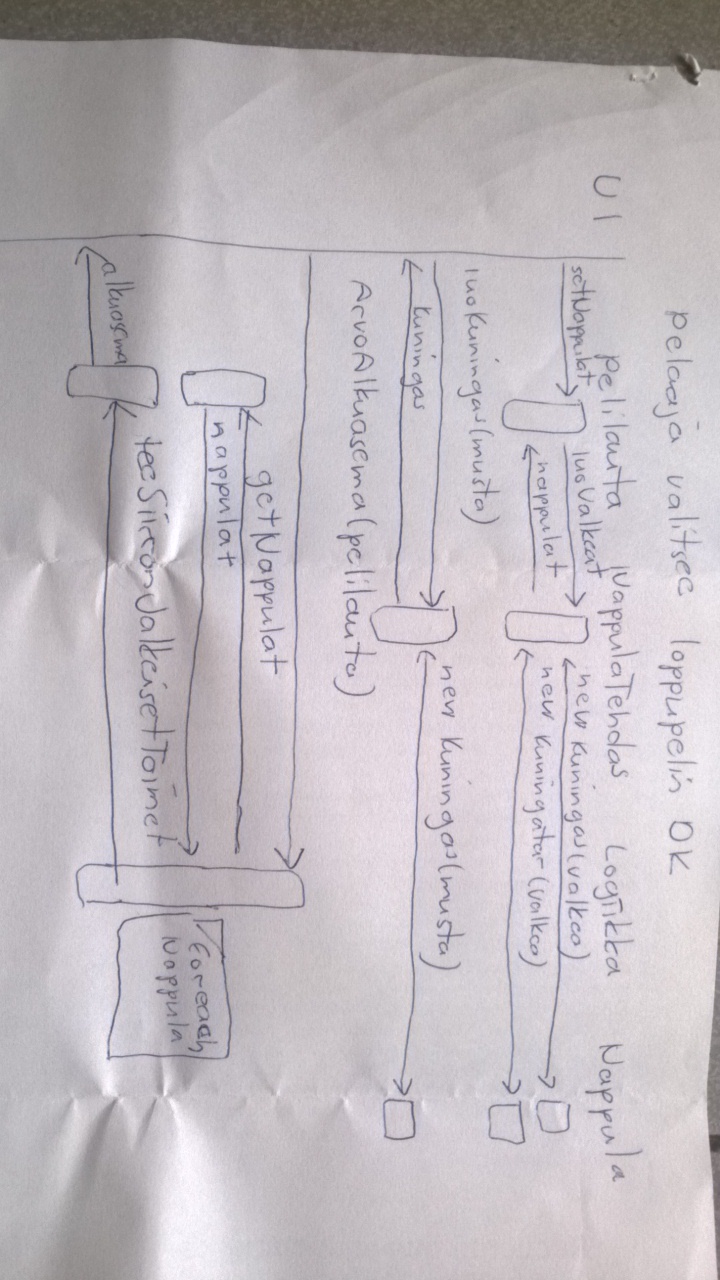 Pelaaja valitsee loppupelin OK
UI Pelilauta NappulaTehdas Logiikka Nappula
setNappulat
luoValkeat
new Kuningas(valkea)
nappulat
new Kuningatar(valkea)
luoKuningas(musta)
new Kuningas(musta)
Kuningas
ArvoAlkuasema(pelilauta)
getNappulat
nappulat
foreach
Nappula
teeSiirronJalkeisetToimet
alkuasema